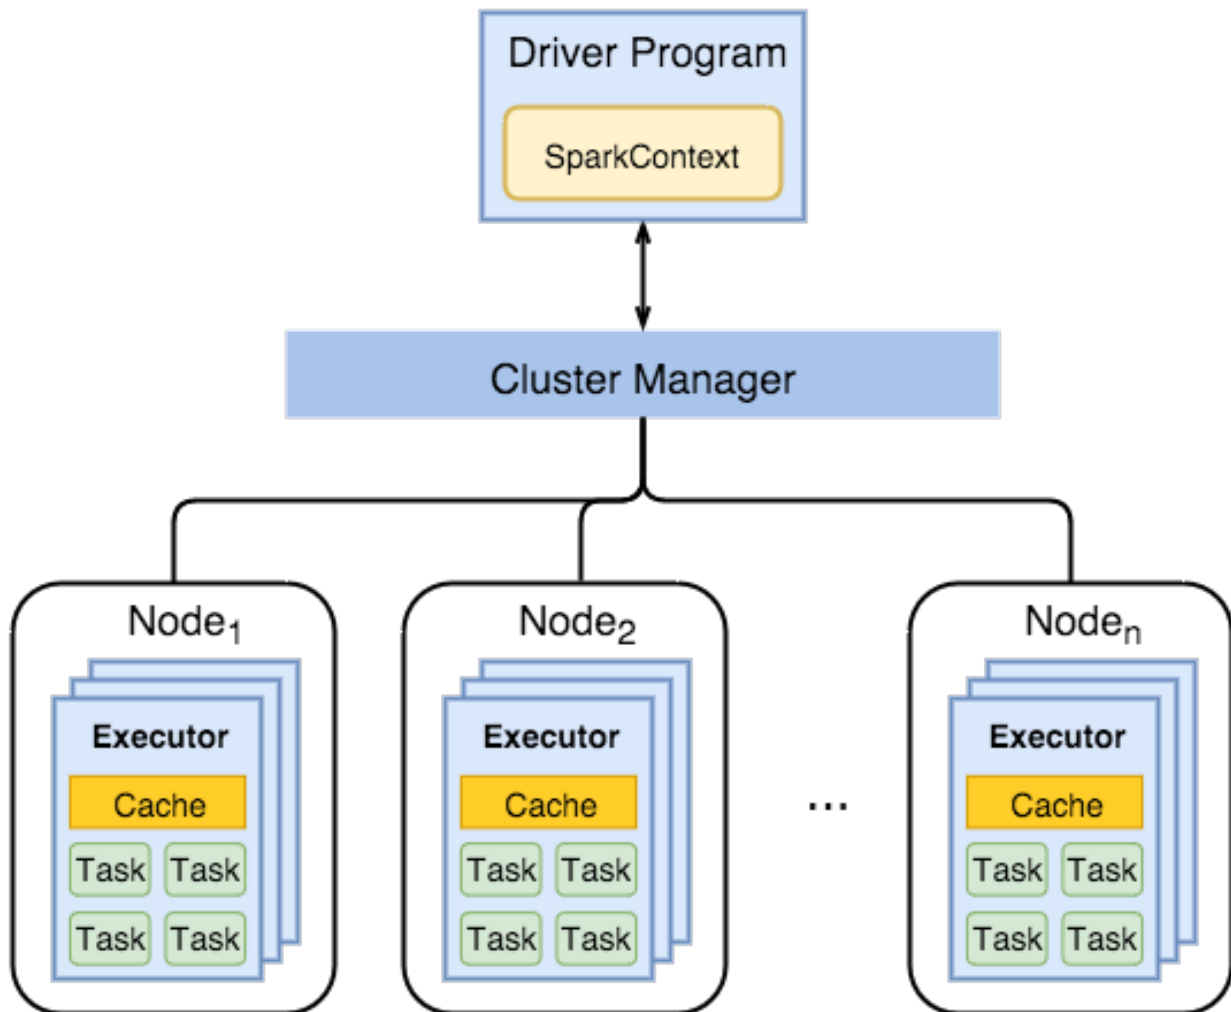 Driver Program
SparkContext
Cluster Manager
Node₁
Executor
Cache
Task Task
Task Task
Node₂
Executor
Cache
Task Task
Task Task
...
Nodeₙ
Executor
Cache
Task Task
Task Task